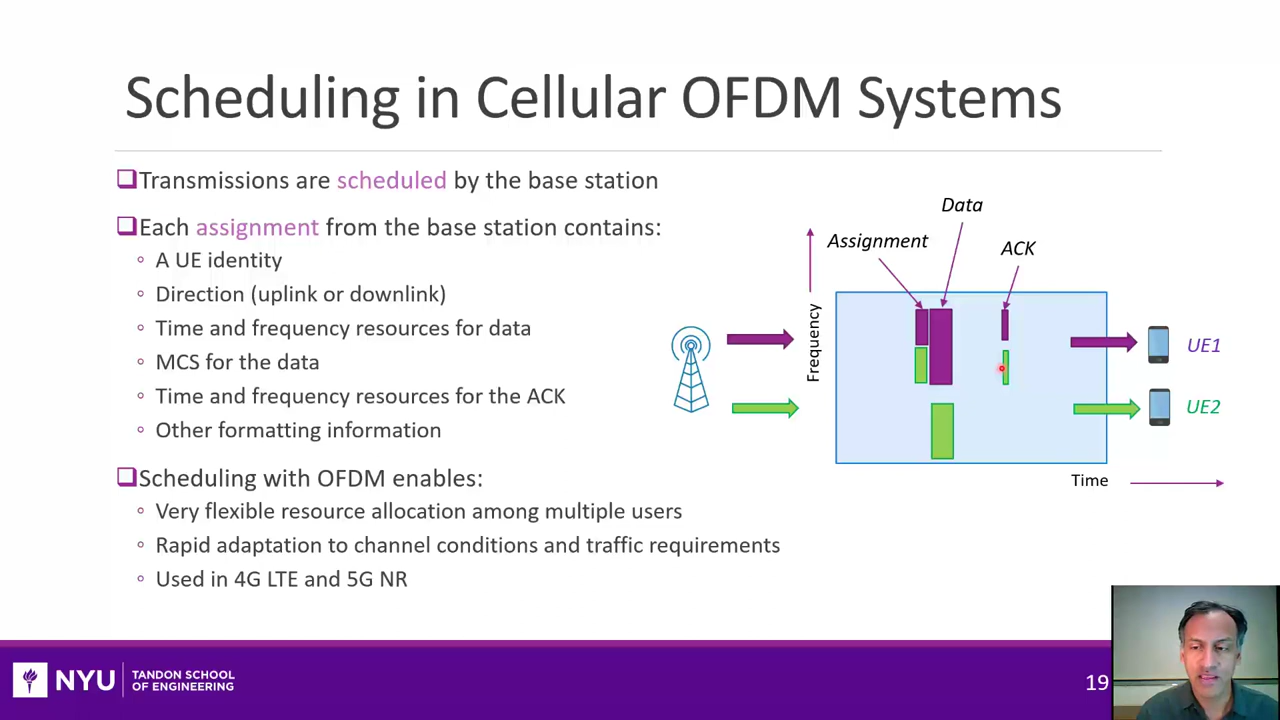 Scheduling in Cellular OFDM Systems
❑Transmissions are scheduled by the base station
❑Each assignment from the base station contains:
◦ A UE identity
◦ Direction (uplink or downlink)
◦ Time and frequency resources for data
◦ MCS for the data
◦ Time and frequency resources for the ACK
◦ Other formatting information
❑Scheduling with OFDM enables:
◦ Very flexible resource allocation among multiple users
◦ Rapid adaptation to channel conditions and traffic requirements
◦ Used in 4G LTE and 5G NR
Data
Assignment
ACK
Frequency
UE1
UE2
Time
NYU
TANDON SCHOOL
OF ENGINEERING
19